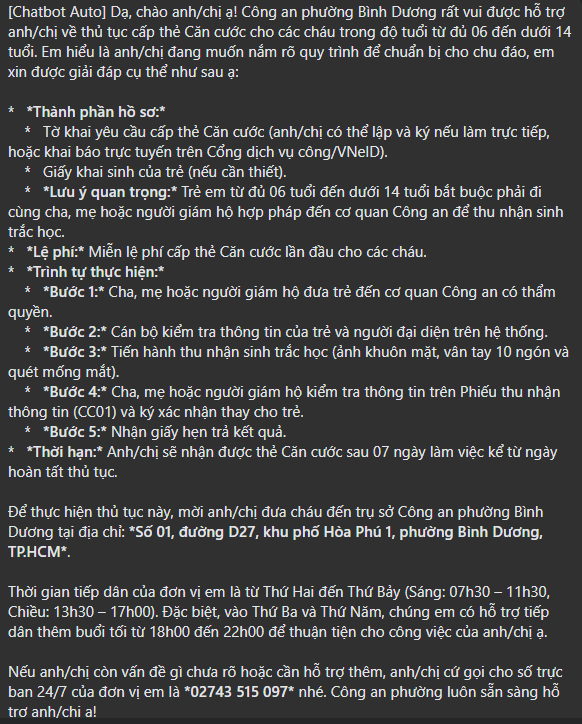 [Chatbot Auto] Dạ, chào anh/chị ạ! Công an phường Bình Dương rất vui được hỗ trợ
anh/chị về thủ tục cấp thẻ Căn cước cho các cháu trong độ tuổi từ đủ 06 đến dưới 14
tuổi. Em hiểu là anh/chị đang muốn nắm rõ quy trình để chuẩn bị cho chu đáo, em
xin được giải đáp cụ thể như sau ạ:
* *Thành phần hồ sơ:*
* Tờ khai yêu cầu cấp thẻ Căn cước (anh/chị có thể lập và ký nếu làm trực tiếp,
hoặc khai báo trực tuyến trên Cổng dịch vụ công/VNeID).
* Giấy khai sinh của trẻ (nếu cần thiết).
* *Lưu ý quan trọng:* Trẻ em từ đủ 06 tuổi đến dưới 14 tuổi bắt buộc phải đi
cùng cha, mẹ hoặc người giám hộ hợp pháp đến cơ quan Công an để thu nhận sinh
trắc học.
* *Lệ phí:* Miễn lệ phí cấp thẻ Căn cước lần đầu cho các cháu.
* *Trình tự thực hiện:*
* *Bước 1:* Cha, mẹ hoặc người giám hộ đưa trẻ đến cơ quan Công an có thẩm
quyền.
* *Bước 2:* Cán bộ kiểm tra thông tin của trẻ và người đại diện trên hệ thống.
* *Bước 3:* Tiến hành thu nhận sinh trắc học (ảnh khuôn mặt, vân tay 10 ngón và
quét mống mắt).
* *Bước 4:* Cha, mẹ hoặc người giám hộ kiểm tra thông tin trên Phiếu thu nhận
thông tin (CC01) và ký xác nhận thay cho trẻ.
* *Bước 5:* Nhận giấy hẹn trả kết quả.
* *Thời hạn:* Anh/chị sẽ nhận được thẻ Căn cước sau 07 ngày làm việc kể từ ngày
hoàn tất thủ tục.
Để thực hiện thủ tục này, mời anh/chị đưa cháu đến trụ sở Công an phường Bình
Dương tại địa chỉ: *Số 01, đường D27, khu phố Hòa Phú 1, phường Bình Dương,
TP.HCM*.
Thời gian tiếp dân của đơn vị em là từ Thứ Hai đến Thứ Bảy (Sáng: 07h30 – 11h30,
Chiều: 13h30 – 17h00). Đặc biệt, vào Thứ Ba và Thứ Năm, chúng em có hỗ trợ tiếp
dân thêm buổi tối từ 18h00 đến 22h00 để thuận tiện cho công việc của anh/chị ạ.
Nếu anh/chị còn vấn đề gì chưa rõ hoặc cần hỗ trợ thêm, anh/chị cứ gọi cho số trực
ban 24/7 của đơn vị em là *02743 515 097* nhé. Công an phường luôn sẵn sàng hỗ
trợ anh/chị ạ!